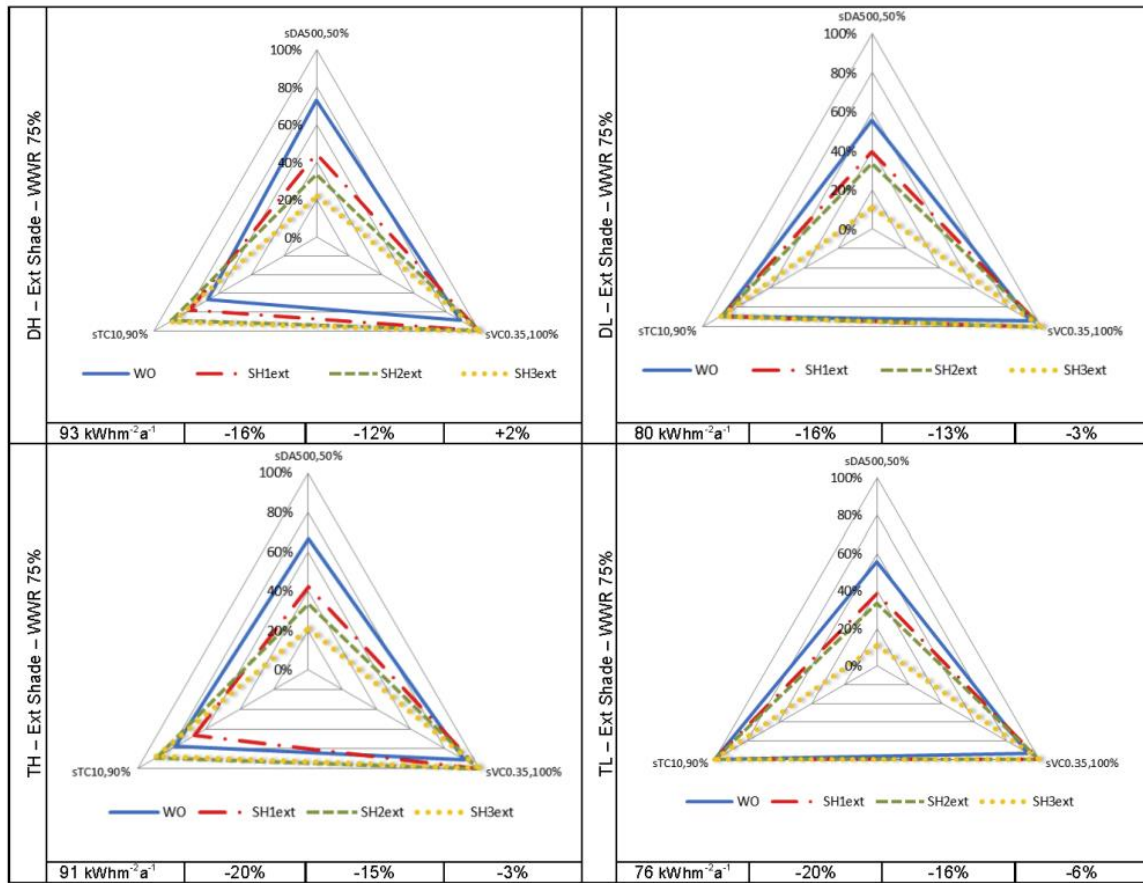 DH – Ext Shade – WWR 75%
sDA500,50%
100%
80%
60%
40%
20%
0%
sTC10,90%
sVC0.35,100%
WO SH1ext SH2ext SH3ext
93 kWhm⁻²a⁻¹ -16% -12% +2%
DL – Ext Shade – WWR 75%
sDA500,50%
100%
80%
60%
40%
20%
0%
sTC10,90%
sVC0.35,100%
WO SH1ext SH2ext SH3ext
80 kWhm⁻²a⁻¹ -16% -13% -3%
TH – Ext Shade – WWR 75%
sDA500,50%
100%
80%
60%
40%
20%
0%
sTC10,90%
sVC0.35,100%
WO SH1ext SH2ext SH3ext
91 kWhm⁻²a⁻¹ -20% -15% -3%
TL – Ext Shade – WWR 75%
sDA500,50%
100%
80%
60%
40%
20%
0%
sTC10,90%
sVC0.35,100%
WO SH1ext SH2ext SH3ext
76 kWhm⁻²a⁻¹ -20% -16% -6%